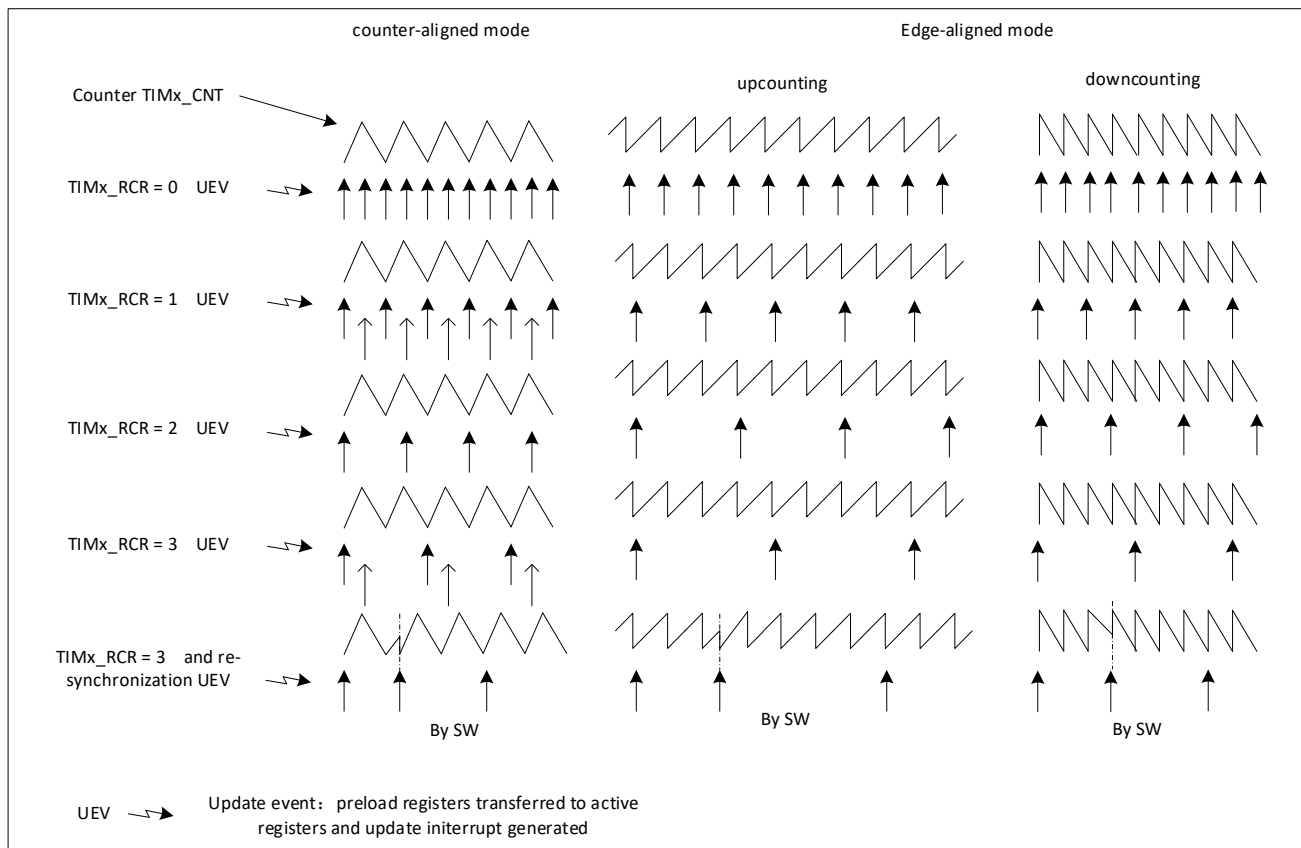 counter-aligned mode
Edge-aligned mode
upcounting
downcounting
Counter TIMx_CNT
TIMx_RCR = 0 UEV
TIMx_RCR = 1 UEV
TIMx_RCR = 2 UEV
TIMx_RCR = 3 UEV
TIMx_RCR = 3 and re-
synchronization UEV
By SW
By SW
By SW
UEV
Update event：preload registers transferred to active
registers and update initerrupt generated